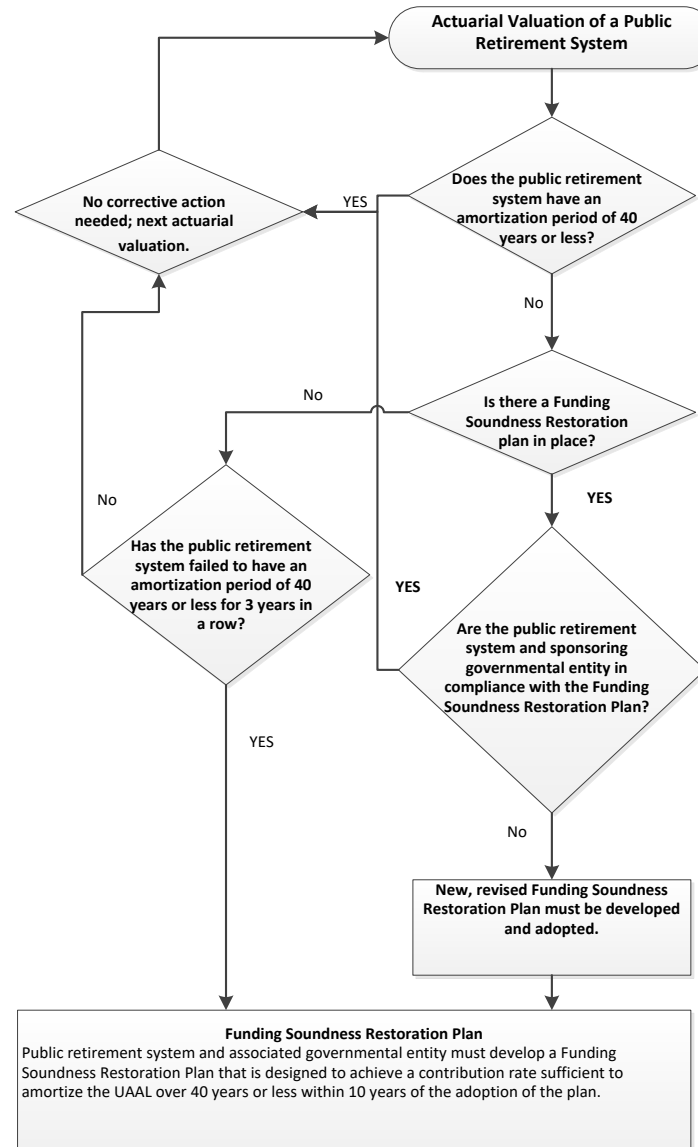 Actuarial Valuation of a Public
Retirement System
Does the public retirement
system have an
amortization period of 40
years or less?
YES
No corrective action
needed; next actuarial
valuation.
No
Is there a Funding
Soundness Restoration
plan in place?
No
YES
No
Has the public retirement
system failed to have an
amortization period of 40
years or less for 3 years in
a row?
YES
Are the public retirement
system and sponsoring
governmental entity in
compliance with the Funding
Soundness Restoration Plan?
YES
No
New, revised Funding Soundness
Restoration Plan must be developed
and adopted.
Funding Soundness Restoration Plan
Public retirement system and associated governmental entity must develop a Funding
Soundness Restoration Plan that is designed to achieve a contribution rate sufficient to
amortize the UAAL over 40 years or less within 10 years of the adoption of the plan.